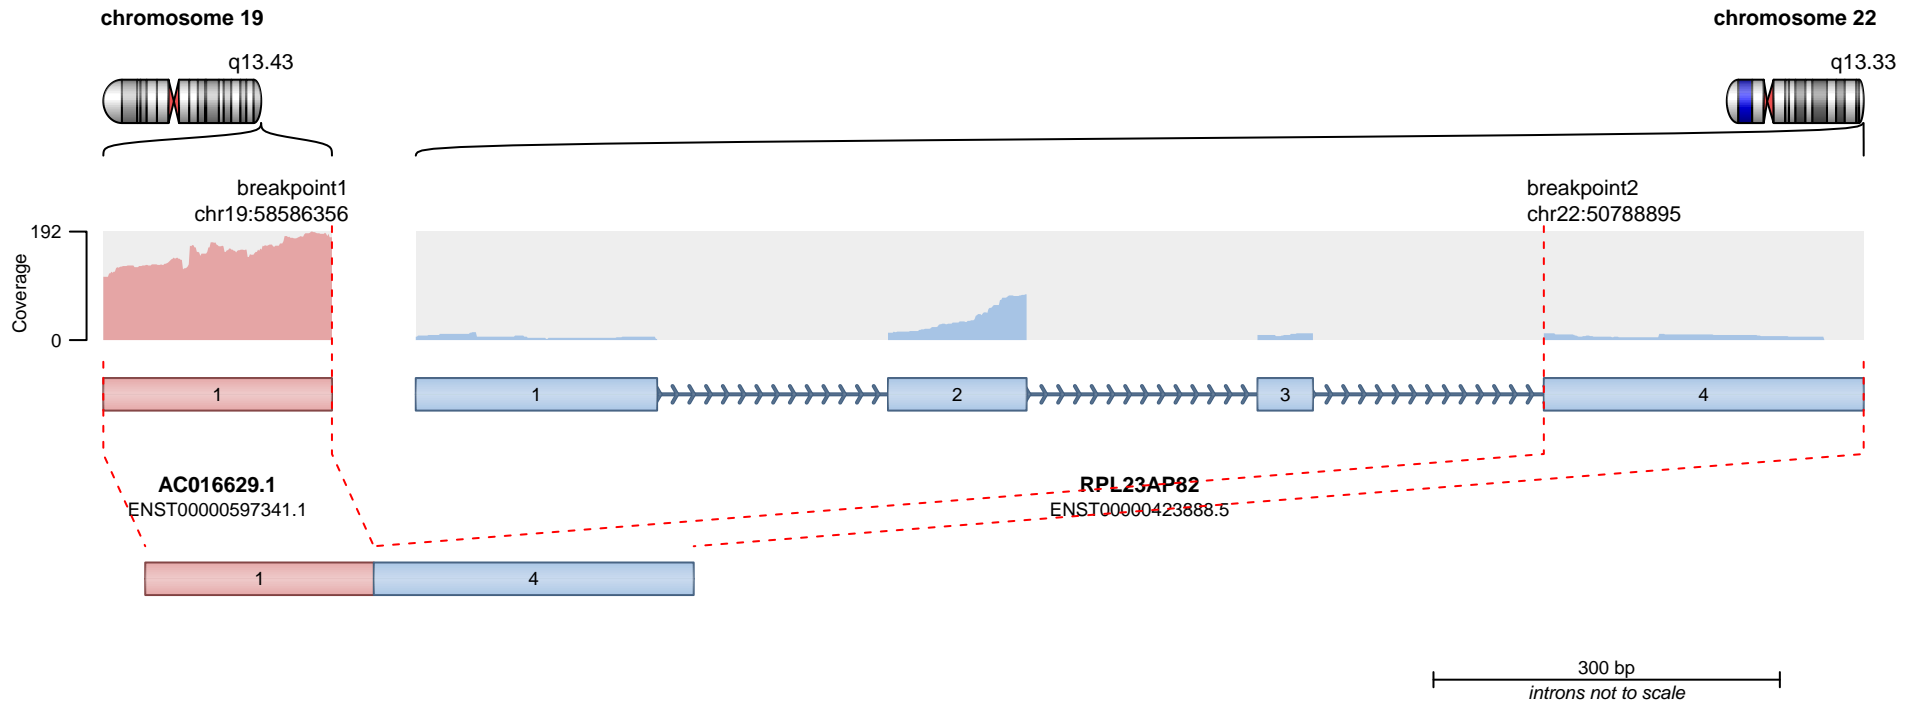 chromosome 19
chromosome 22
q13.43
q13.33
breakpoint1
chr19:58586356
breakpoint2
chr22:50788895
192
0
Coverage
1
1
2
3
4
AC016629.1
ENST00000597341.1
RPL23AP82
ENST00000423888.5
1
4
300 bp
introns not to scale